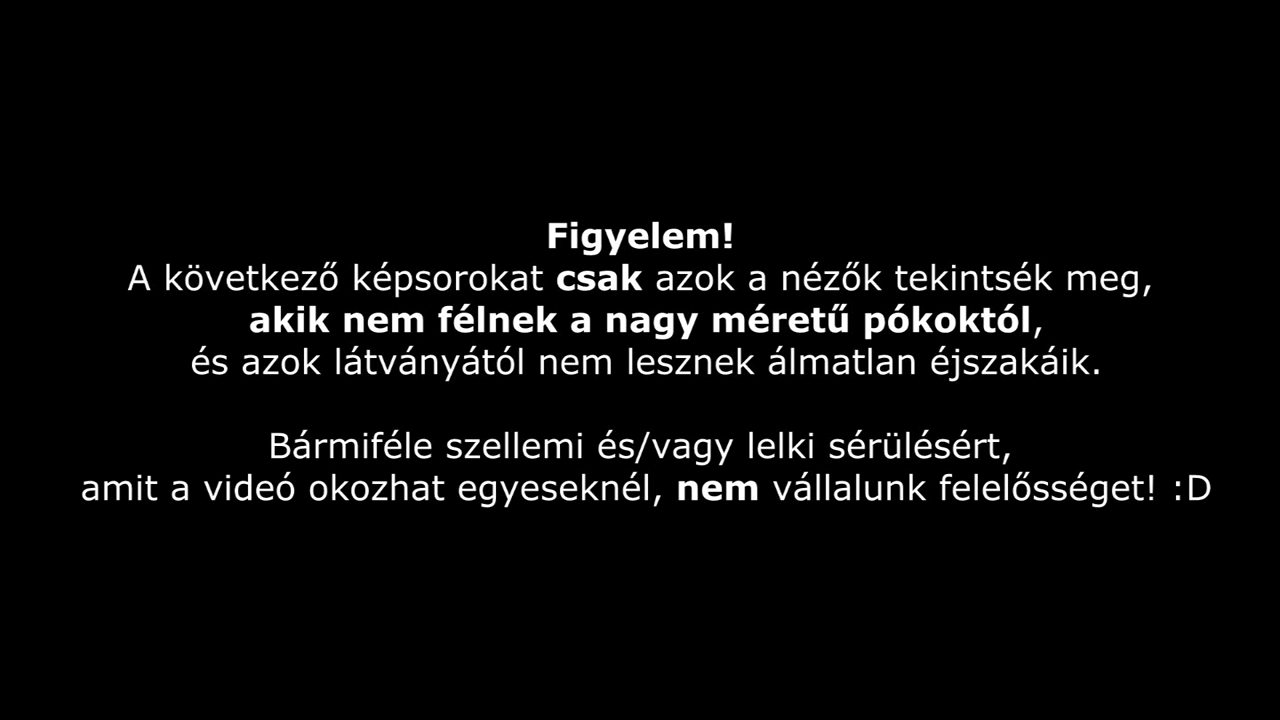 Figyelem!
A következő képsorokat csak azok a nézők tekintsék meg,
akik nem félnek a nagy méretű pókoktól,
és azok látványától nem lesznek álmatlan éjszakáik.
Bármiféle szellemi és/vagy lelki sérülésért,
amit a videó okozhat egyeseknél, nem vállalunk felelősséget! :D